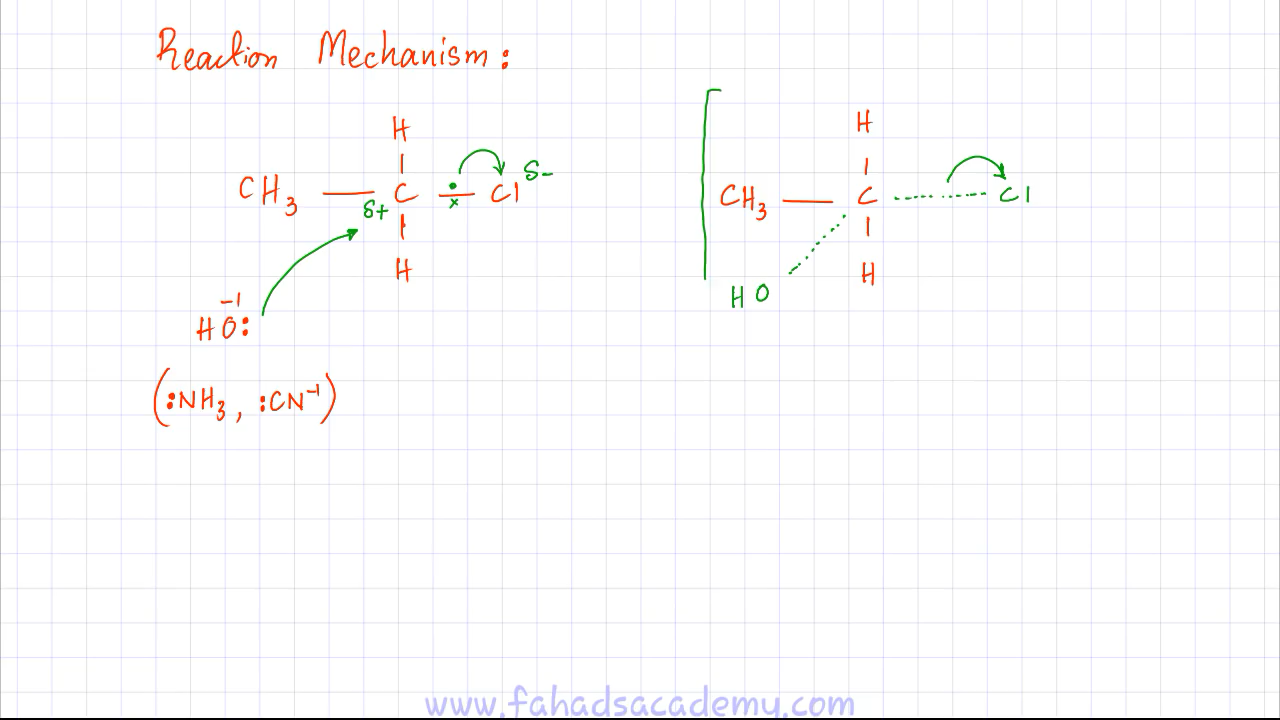 Reaction Mechanism:
H
CH3 — C — Cl δ-
δ+
H
HO:-1
(:NH3, :CN-1)
H
CH3 — C ...... Cl
H
HO
www.fahadsacademy.com